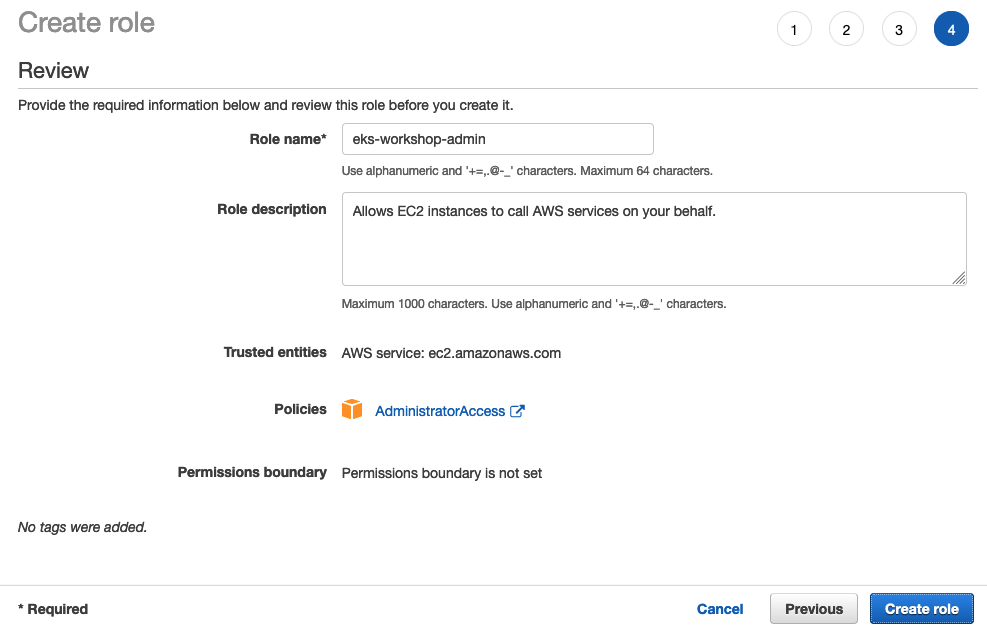 Create role
1 2 3 4
Review
Provide the required information below and review this role before you create it.
Role name* eks-workshop-admin
Use alphanumeric and '+=,.@-_' characters. Maximum 64 characters.
Role description Allows EC2 instances to call AWS services on your behalf.
Maximum 1000 characters. Use alphanumeric and '+=,.@-_' characters.
Trusted entities AWS service: ec2.amazonaws.com
Policies AdministratorAccess
Permissions boundary Permissions boundary is not set
No tags were added.
* Required Cancel Previous Create role